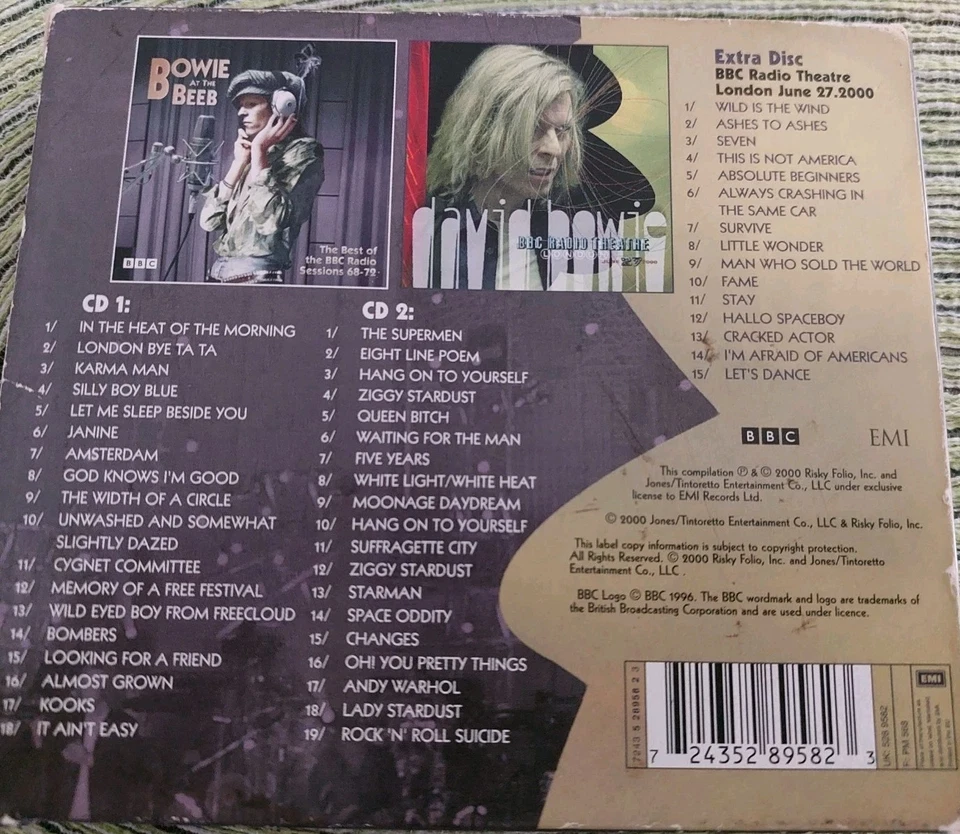 BOWIE
AT THE
BEEB
BBC
The Best of
the BBC Radio
Sessions 68-72
david bowie
BBC RADIO THEATRE
Extra Disc
BBC Radio Theatre
London June 27.2000
1/ WILD IS THE WIND
2/ ASHES TO ASHES
3/ SEVEN
4/ THIS IS NOT AMERICA
5/ ABSOLUTE BEGINNERS
6/ ALWAYS CRASHING IN
THE SAME CAR
7/ SURVIVE
8/ LITTLE WONDER
9/ MAN WHO SOLD THE WORLD
10/ FAME
11/ STAY
12/ HALLO SPACEBOY
13/ CRACKED ACTOR
14/ I'M AFRAID OF AMERICANS
15/ LET'S DANCE
CD 1:
1/ IN THE HEAT OF THE MORNING
2/ LONDON BYE TA TA
3/ KARMA MAN
4/ SILLY BOY BLUE
5/ LET ME SLEEP BESIDE YOU
6/ JANINE
7/ AMSTERDAM
8/ GOD KNOWS I'M GOOD
9/ THE WIDTH OF A CIRCLE
10/ UNWASHED AND SOMEWHAT
SLIGHTLY DAZED
11/ CYGNET COMMITTEE
12/ MEMORY OF A FREE FESTIVAL
13/ WILD EYED BOY FROM FREECLOUD
14/ BOMBERS
15/ LOOKING FOR A FRIEND
16/ ALMOST GROWN
17/ KOOKS
18/ IT AIN'T EASY
CD 2:
1/ THE SUPERMEN
2/ EIGHT LINE POEM
3/ HANG ON TO YOURSELF
4/ ZIGGY STARDUST
5/ QUEEN BITCH
6/ WAITING FOR THE MAN
7/ FIVE YEARS
8/ WHITE LIGHT/WHITE HEAT
9/ MOONAGE DAYDREAM
10/ HANG ON TO YOURSELF
11/ SUFFRAGETTE CITY
12/ ZIGGY STARDUST
13/ STARMAN
14/ SPACE ODDITY
15/ CHANGES
16/ OH! YOU PRETTY THINGS
17/ ANDY WARHOL
18/ LADY STARDUST
19/ ROCK 'N' ROLL SUICIDE
BBC EMI
This compilation ℗ & © 2000 Risky Folio, Inc. and
Jones/Tintoretto Entertainment Co., LLC under exclusive
license to EMI Records Ltd.
© 2000 Jones/Tintoretto Entertainment Co., LLC & Risky Folio, Inc.
This label copy information is subject to copyright protection.
All Rights Reserved. © 2000 Risky Folio, Inc. and Jones/Tintoretto
Entertainment Co., LLC .
BBC Logo © BBC 1996. The BBC wordmark and logo are trademarks of
the British Broadcasting Corporation and are used under licence.
7243 5 28958 2 3
7 24352 89582 3
UK: 528 9582
F: PM 568
EMI